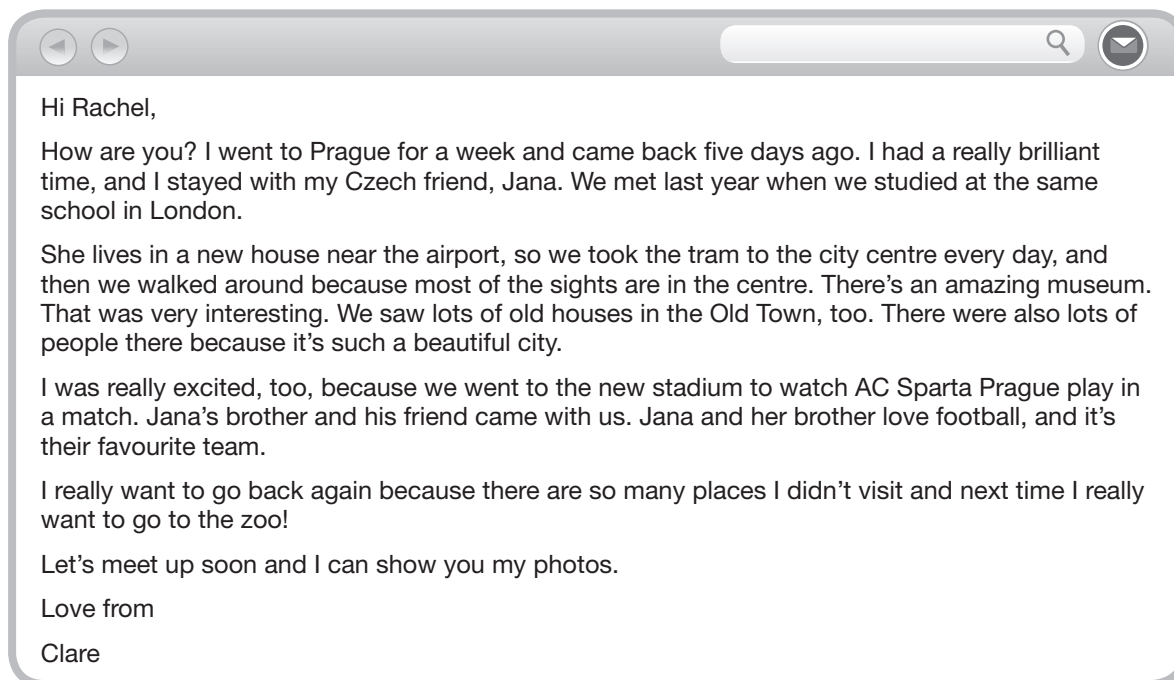 Hi Rachel,
How are you? I went to Prague for a week and came back five days ago. I had a really brilliant
time, and I stayed with my Czech friend, Jana. We met last year when we studied at the same
school in London.
She lives in a new house near the airport, so we took the tram to the city centre every day, and
then we walked around because most of the sights are in the centre. There’s an amazing museum.
That was very interesting. We saw lots of old houses in the Old Town, too. There were also lots of
people there because it’s such a beautiful city.
I was really excited, too, because we went to the new stadium to watch AC Sparta Prague play in
a match. Jana’s brother and his friend came with us. Jana and her brother love football, and it’s
their favourite team.
I really want to go back again because there are so many places I didn’t visit and next time I really
want to go to the zoo!
Let’s meet up soon and I can show you my photos.
Love from
Clare